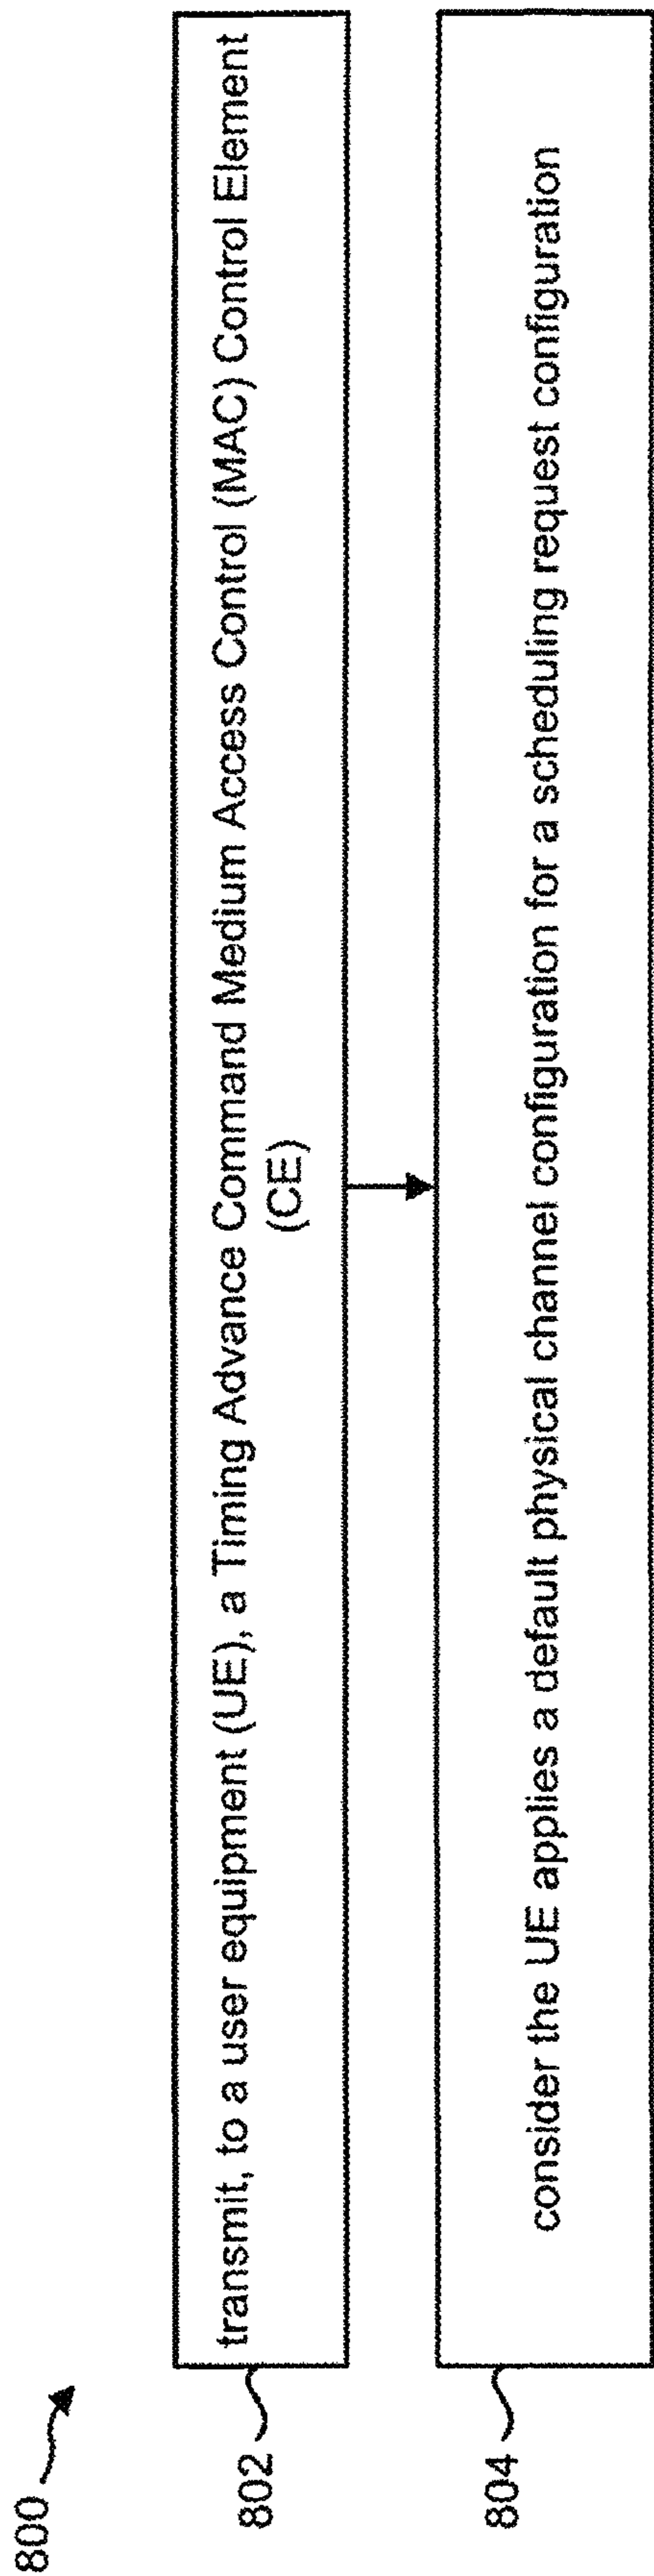 800
802
transmit, to a user equipment (UE), a Timing Advance Command Medium Access Control (MAC) Control Element
(CE)
804
consider the UE applies a default physical channel configuration for a scheduling request configuration